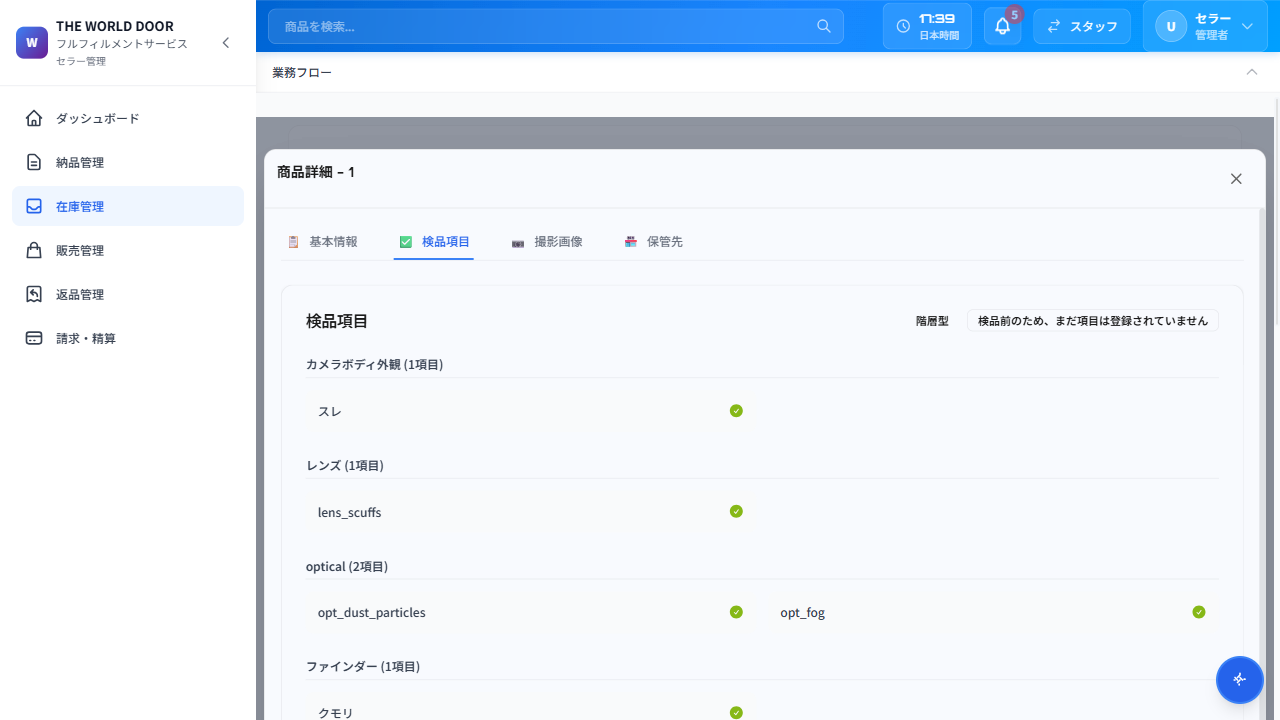 W
THE WORLD DOOR
フルフィルメントサービス
セラー管理
ダッシュボード
納品管理
在庫管理
販売管理
返品管理
請求・精算
商品を検索...
17:39
日本時間
5
スタッフ
U
セラー
管理者
業務フロー
商品詳細 – 1
基本情報
検品項目
撮影画像
保管先
検品項目
階層型
検品前のため、まだ項目は登録されていません
カメラボディ外観 (1項目)
スレ
レンズ (1項目)
lens_scuffs
optical (2項目)
opt_dust_particles
opt_fog
ファインダー (1項目)
クモリ